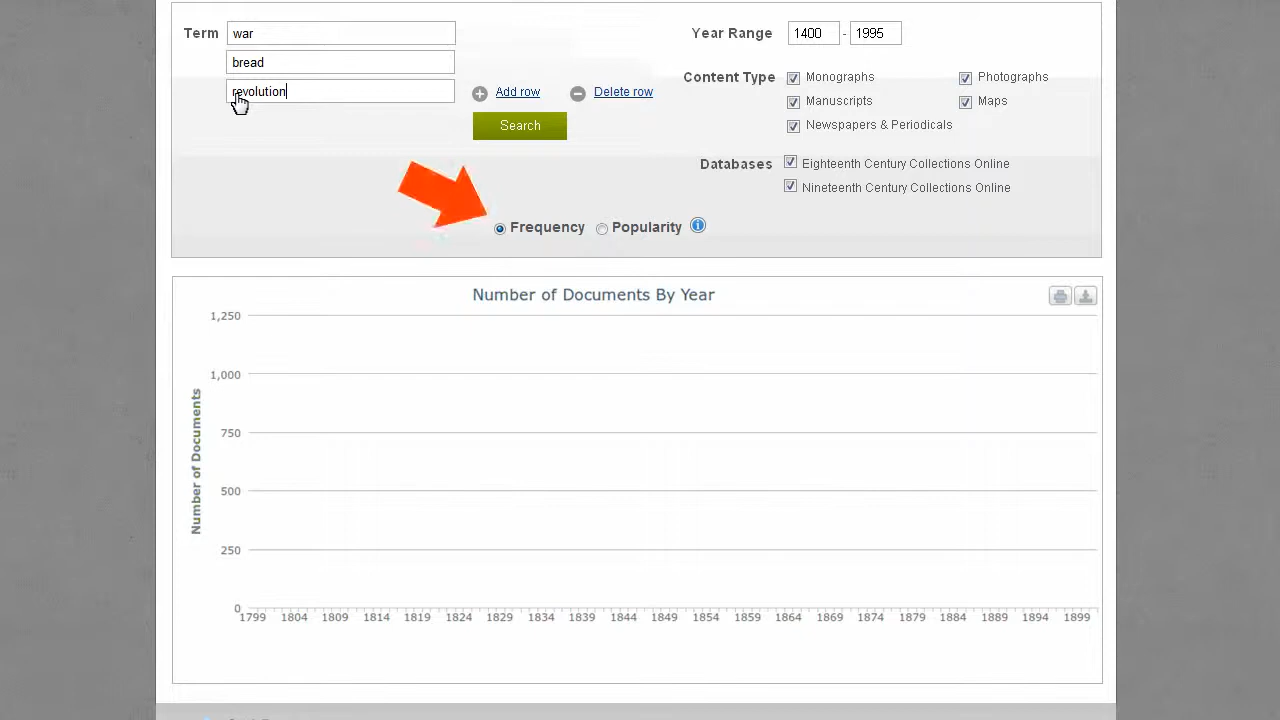 Term war Year Range 1400 - 1995
bread
Content Type Monographs Photographs
revolution Add row Delete row
Manuscripts Maps
Search Newspapers & Periodicals
Databases Eighteenth Century Collections Online
Nineteenth Century Collections Online
Frequency Popularity i
Number of Documents By Year
1,250
1,000
750
500
250
0
Number of Documents
1799 1804 1809 1814 1819 1824 1829 1834 1839 1844 1849 1854 1859 1864 1869 1874 1879 1884 1889 1894 1899